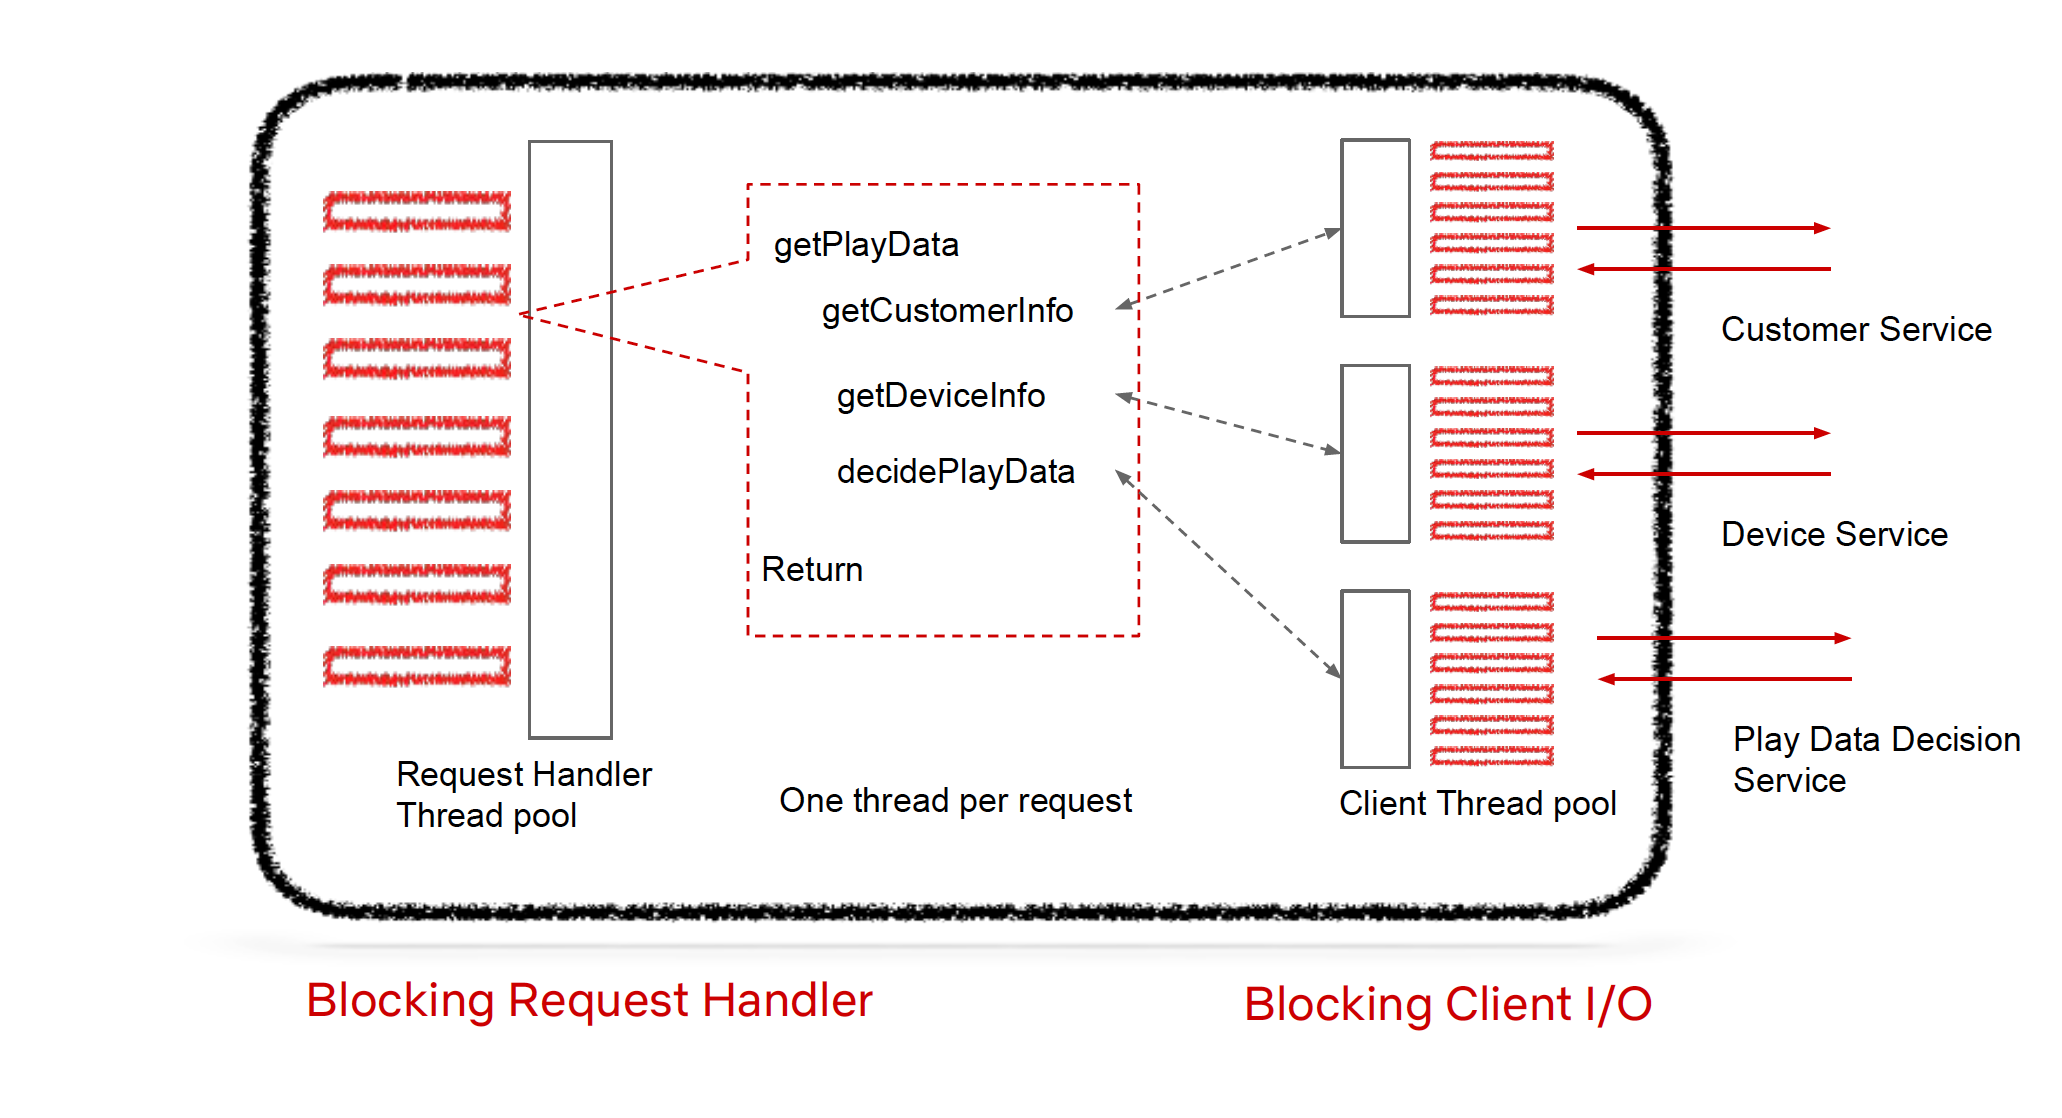 getPlayData
getCustomerInfo
getDeviceInfo
decidePlayData
Return
Customer Service
Device Service
Play Data Decision
Service
Request Handler
Thread pool
One thread per request
Client Thread pool
Blocking Request Handler
Blocking Client I/O